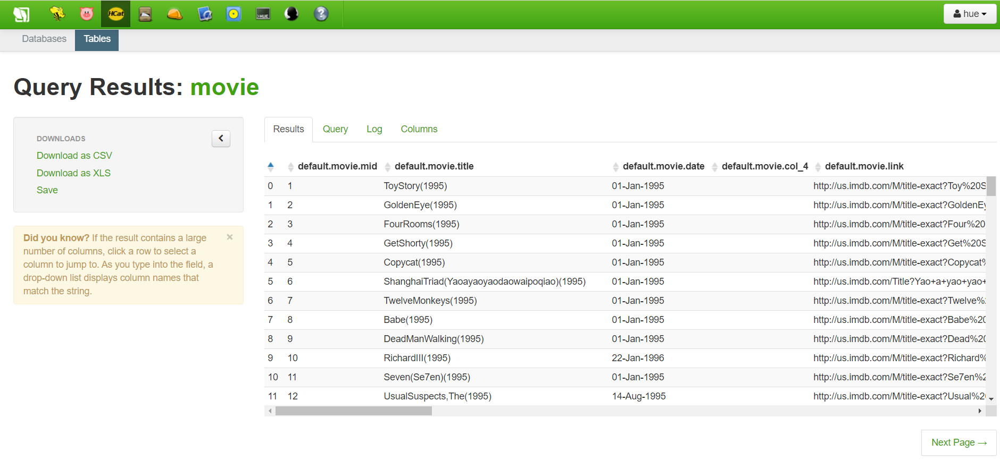 HCat
>HUE
?
hue
Databases Tables
Query Results: movie
DOWNLOADS
Download as CSV
Download as XLS
Save
Did you know? If the result contains a large
number of columns, click a row to select a
column to jump to. As you type into the field, a
drop-down list displays column names that
match the string.
×
Results Query Log Columns
default.movie.mid default.movie.title default.movie.date default.movie.col_4 default.movie.link
0 1 ToyStory(1995) 01-Jan-1995 http://us.imdb.com/M/title-exact?Toy%20S
1 2 GoldenEye(1995) 01-Jan-1995 http://us.imdb.com/M/title-exact?GoldenEy
2 3 FourRooms(1995) 01-Jan-1995 http://us.imdb.com/M/title-exact?Four%20
3 4 GetShorty(1995) 01-Jan-1995 http://us.imdb.com/M/title-exact?Get%20S
4 5 Copycat(1995) 01-Jan-1995 http://us.imdb.com/M/title-exact?Copycat%
5 6 ShanghaiTriad(Yaoayaoyaodaowaipoqiao)(1995) 01-Jan-1995 http://us.imdb.com/Title?Yao+a+yao+yao+
6 7 TwelveMonkeys(1995) 01-Jan-1995 http://us.imdb.com/M/title-exact?Twelve%2
7 8 Babe(1995) 01-Jan-1995 http://us.imdb.com/M/title-exact?Babe%20
8 9 DeadManWalking(1995) 01-Jan-1995 http://us.imdb.com/M/title-exact?Dead%20
9 10 RichardIII(1995) 22-Jan-1996 http://us.imdb.com/M/title-exact?Richard%
10 11 Seven(Se7en)(1995) 01-Jan-1995 http://us.imdb.com/M/title-exact?Se7en%2
11 12 UsualSuspects,The(1995) 14-Aug-1995 http://us.imdb.com/M/title-exact?Usual%20
Next Page →